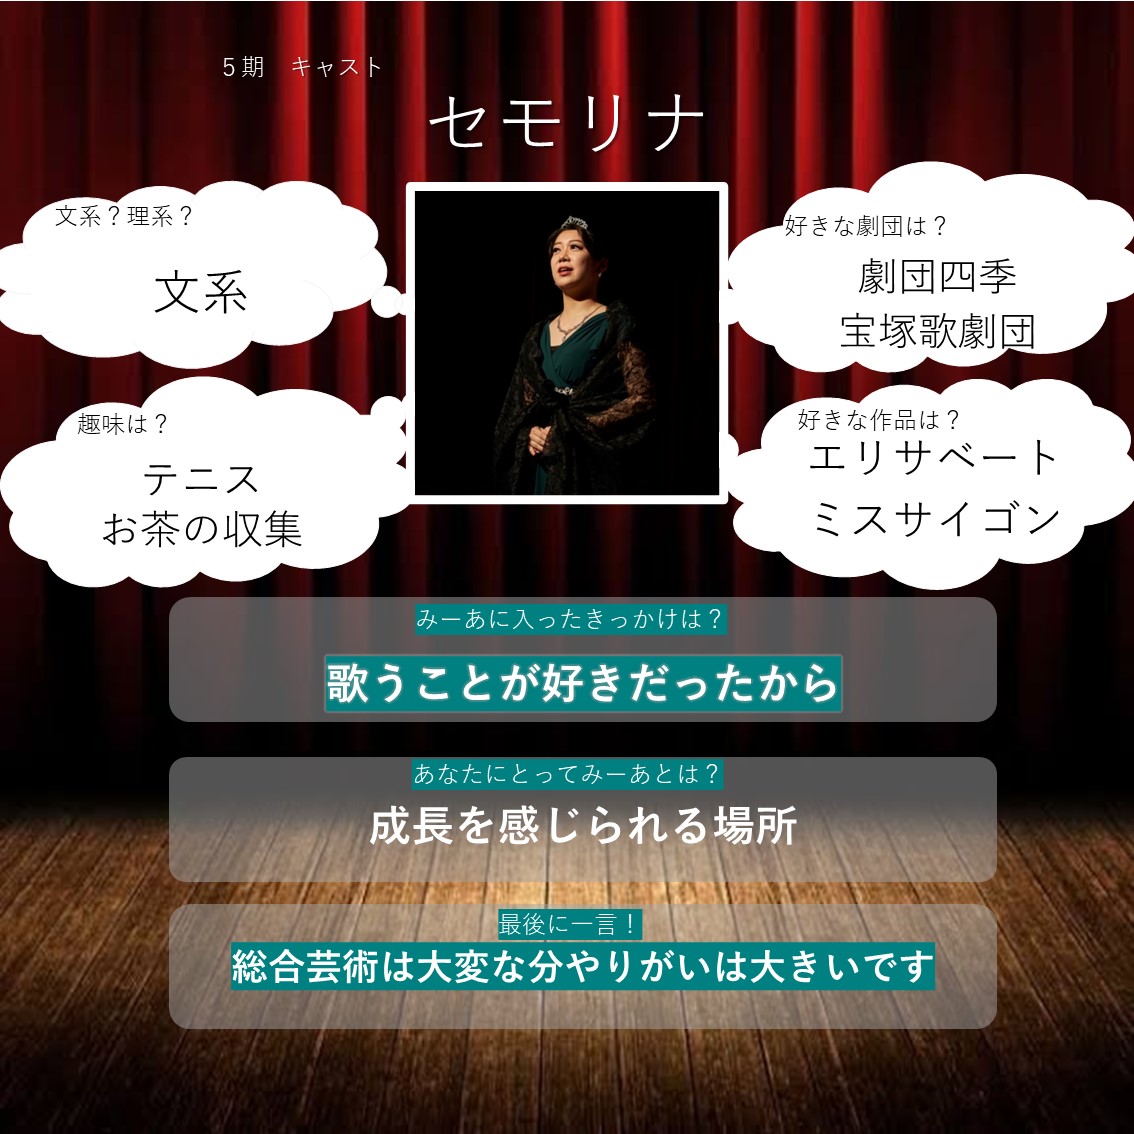 ５期　キャスト
セモリナ
文系？理系？
文系
好きな劇団は？
劇団四季
宝塚歌劇団
趣味は？
テニス
お茶の収集
好きな作品は？
エリサベート
ミスサイゴン
みーあに入ったきっかけは？
歌うことが好きだったから
あなたにとってみーあとは？
成長を感じられる場所
最後に一言！
総合芸術は大変な分やりがいは大きいです